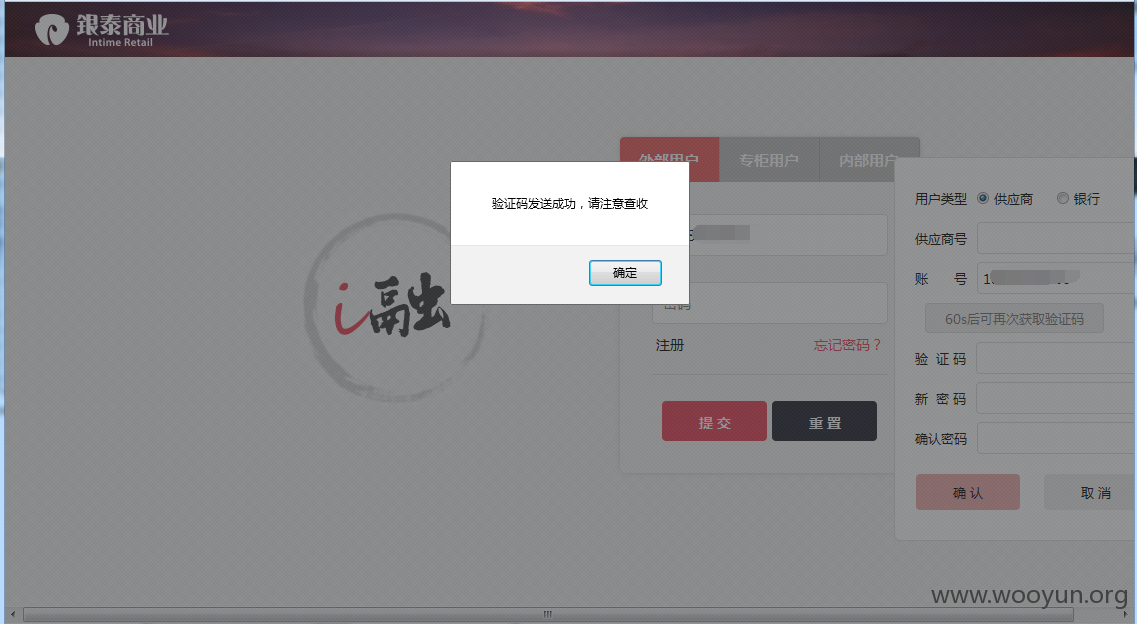 银泰商业
Intime Retail
外部用户
专柜用户
内部用户
验证码发送成功，请注意查收
确定
i融
密码
注册
忘记密码？
提交
重置
用户类型
供应商
银行
供应商号
账 号
1
60s后可再次获取验证码
验 证 码
新 密 码
确认密码
确 认
取 消
www.wooyun.org